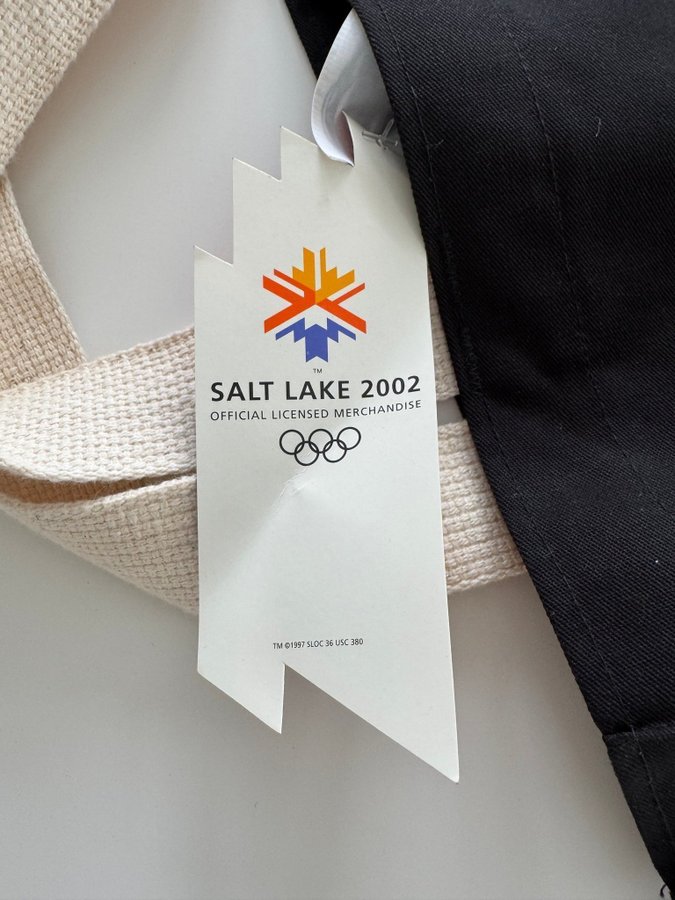 TM
SALT LAKE 2002
OFFICIAL LICENSED MERCHANDISE
TM ©1997 SLOC 36 USC 380